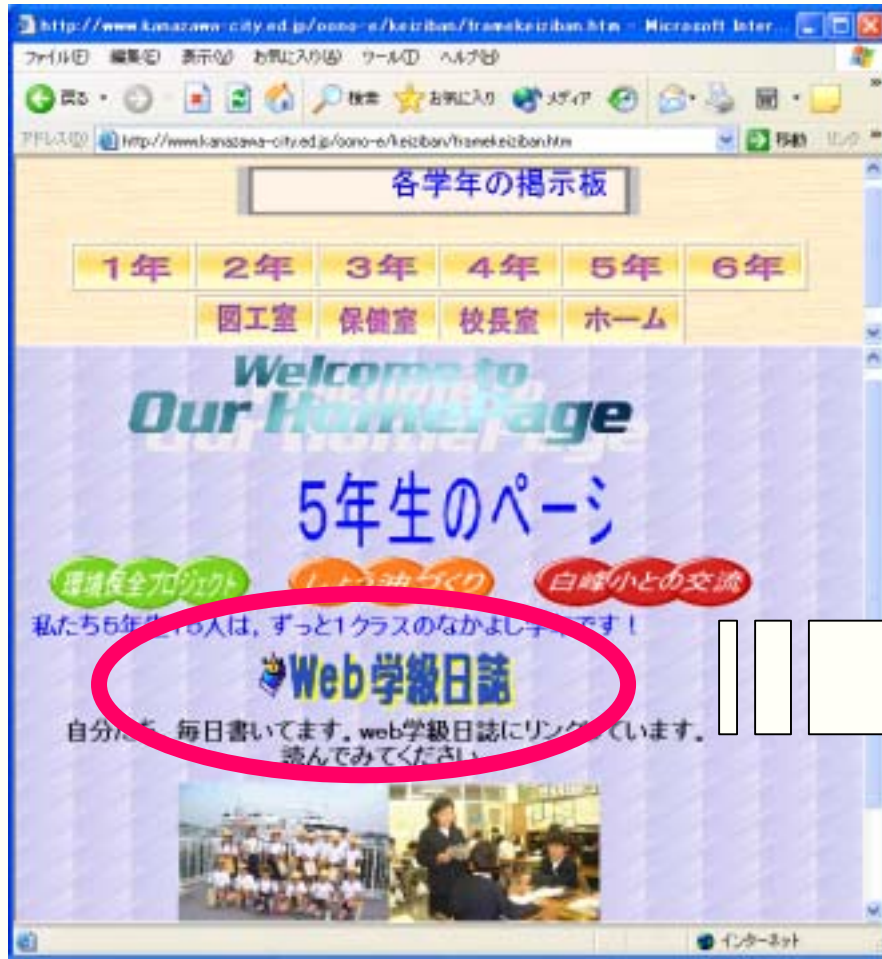 http://www.kanazawa-city.ed.jp/oono-e/keiziban/framekeiziban.htm - Microsoft Inter...
ファイル(F) 編集(E) 表示(V) お気に入り(A) ツール(T) ヘルプ(H)
戻る 検索 お気に入り メディア
アドレス(D) http://www.kanazawa-city.ed.jp/oono-e/keiziban/framekeiziban.htm 移動 リンク
各学年の掲示板
1年 2年 3年 4年 5年 6年
図工室 保健室 校長室 ホーム
Welcome to
Our HomePage
5年生のページ
環境保全プロジェクト しょう油づくり 白峰小との交流
私たち5年生 人は，ずっと1クラスのなかよし学年です！
Web学級日誌
自分たち 毎日書いてます。web学級日誌にリンクしています。
読んでみてください
インターネット